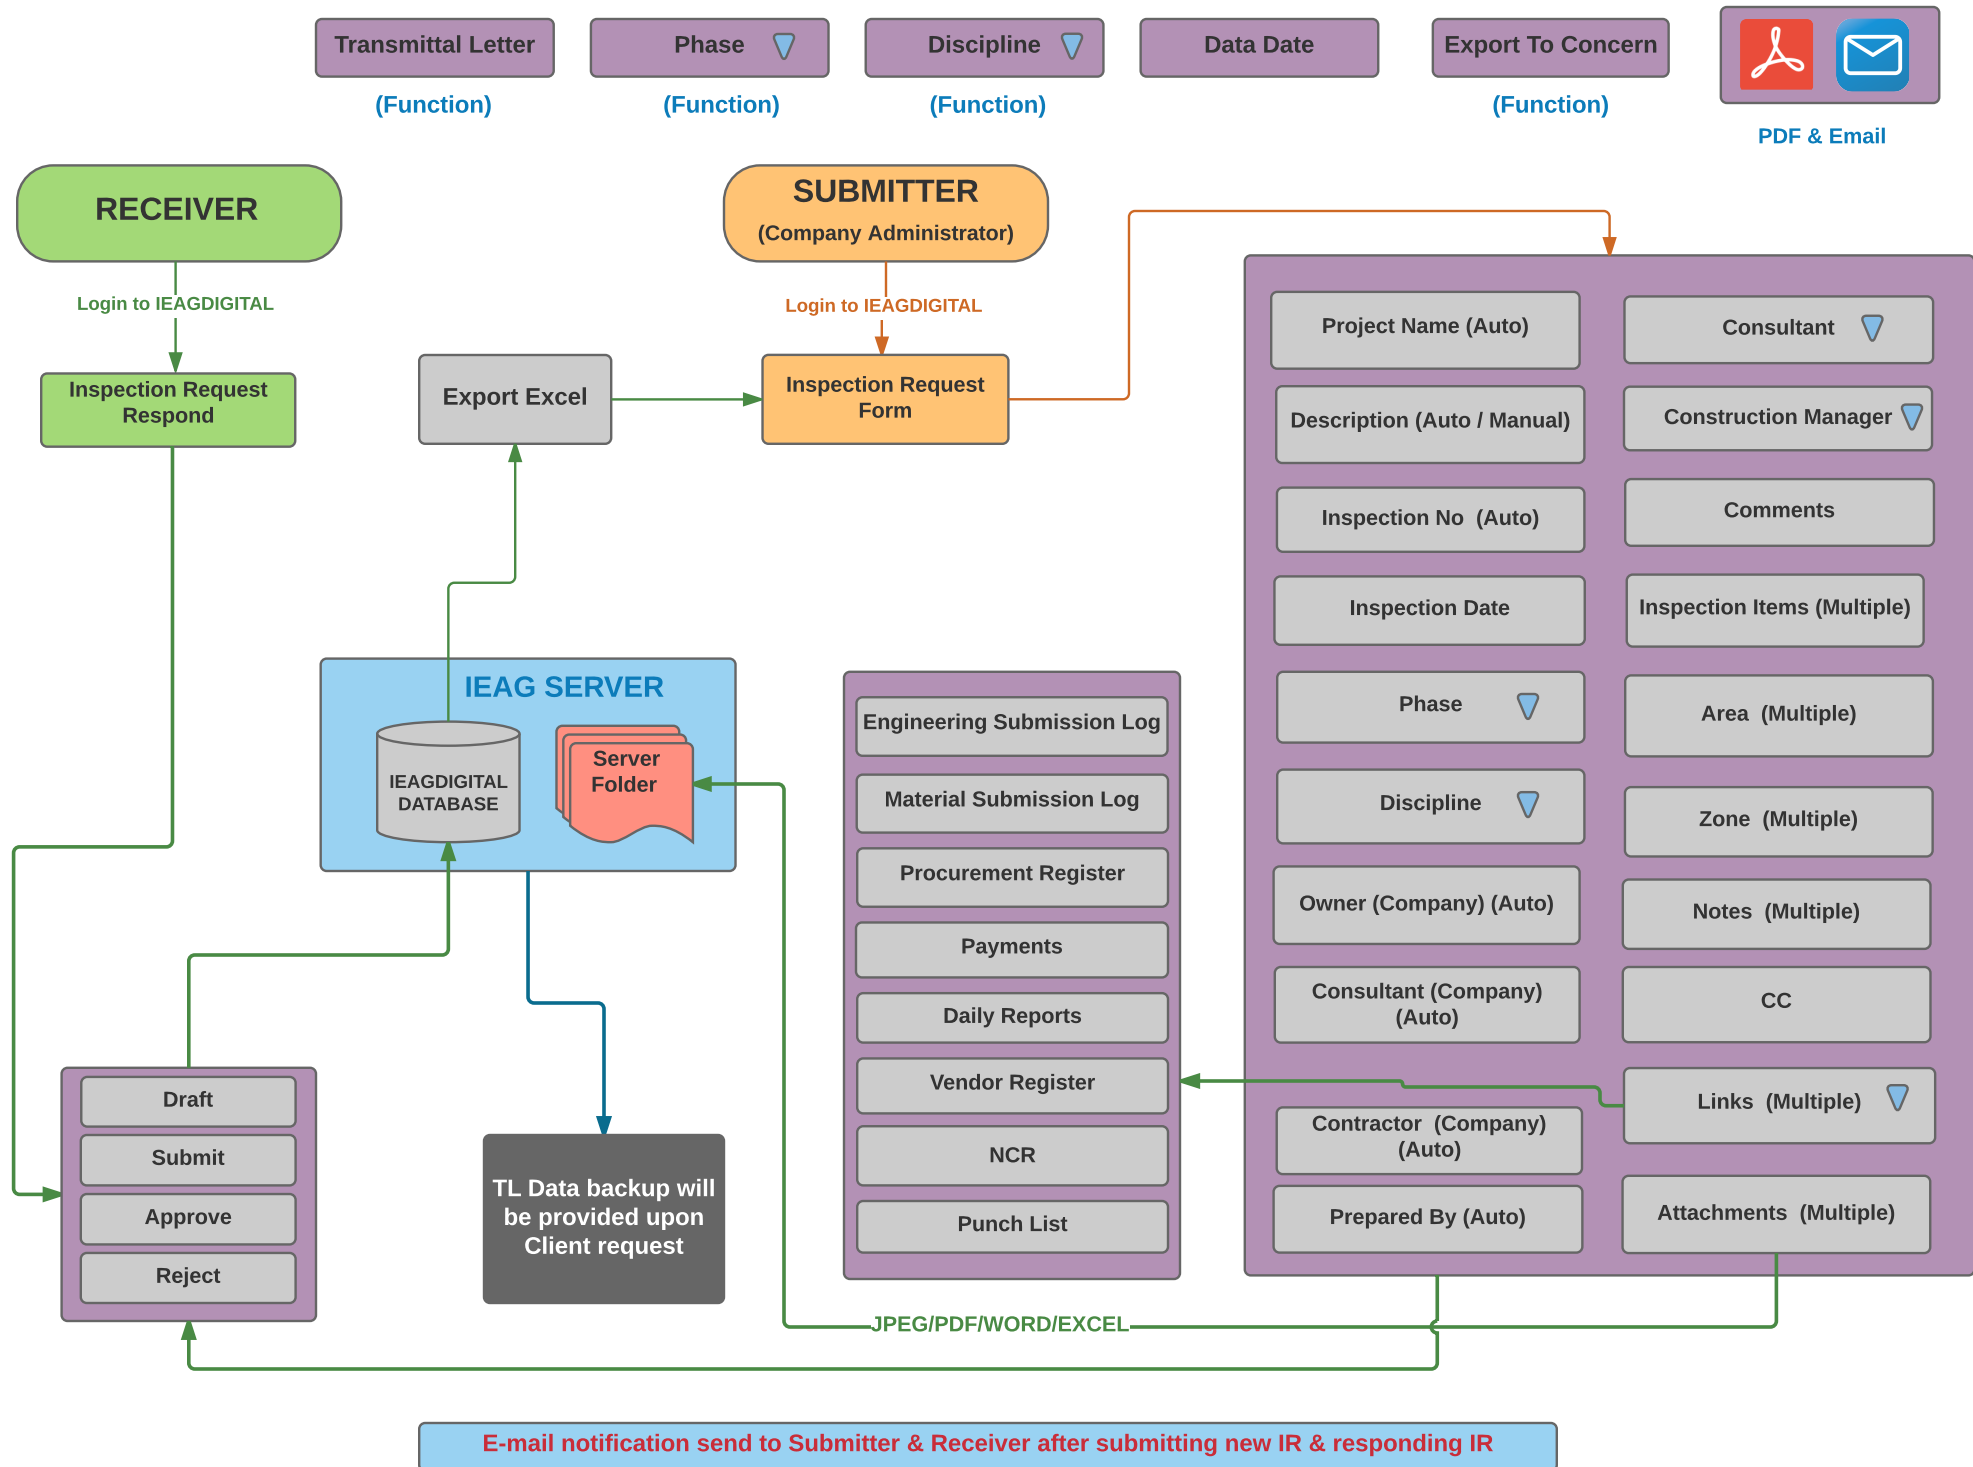 Transmittal Letter
Phase
Discipline
Data Date
Export To Concern
(Function)
(Function)
(Function)
(Function)
PDF & Email
RECEIVER
SUBMITTER
(Company Administrator)
Login to IEAGDIGITAL
Login to IEAGDIGITAL
Inspection Request
Respond
Export Excel
Inspection Request
Form
Project Name (Auto)
Consultant
Description (Auto / Manual)
Construction Manager
Inspection No  (Auto)
Comments
Inspection Date
Inspection Items (Multiple)
Phase
Area  (Multiple)
Discipline
Zone  (Multiple)
Owner (Company) (Auto)
Notes  (Multiple)
Consultant (Company)
(Auto)
CC
Contractor  (Company)
(Auto)
Links  (Multiple)
Prepared By (Auto)
Attachments  (Multiple)
IEAG SERVER
IEAGDIGITAL
DATABASE
Server
Folder
Engineering Submission Log
Material Submission Log
Procurement Register
Payments
Daily Reports
Vendor Register
NCR
Punch List
Draft
Submit
Approve
Reject
TL Data backup will
be provided upon
Client request
JPEG/PDF/WORD/EXCEL
E-mail notification send to Submitter & Receiver after submitting new IR & responding IR